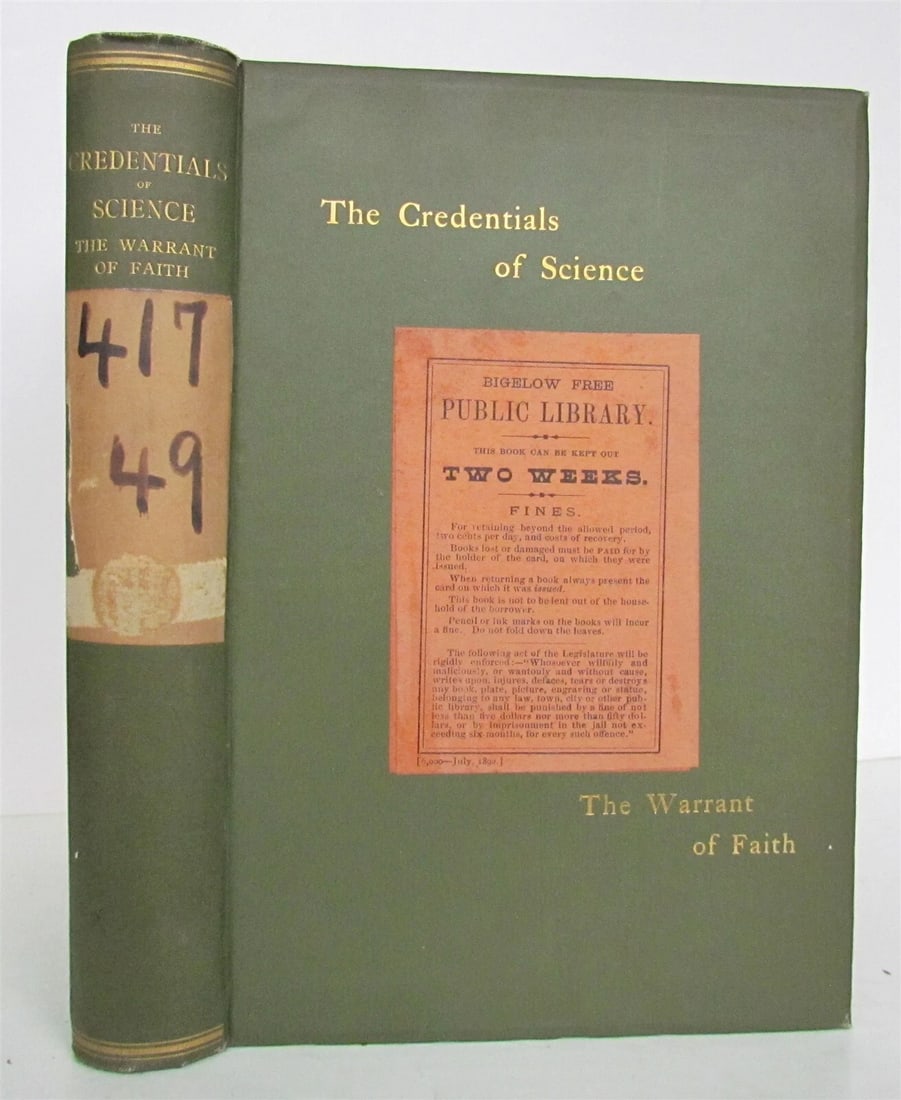 THE
CREDENTIALS
OF
SCIENCE
THE WARRANT
OF FAITH
417
49
The Credentials
of Science
BIGELOW FREE
PUBLIC LIBRARY.
THIS BOOK CAN BE KEPT OUT
TWO WEEKS.
FINES.
For retaining beyond the allowed period,
two cents per day, and costs of recovery.
Books lost or damaged must be PAID for by
the holder of the card, on which they were
issued.
When returning a book always present the
card on which it was issued.
This book is not to be lent out of the house-
hold of the borrower.
Pencil or ink marks on the books will incur
a fine. Do not fold down the leaves.
The following act of the Legislature will be
rigidly enforced:—"Whosoever wilfully and
maliciously, or wantonly and without cause,
writes upon, injures, defaces, tears or destroys
any book, plate, picture, engraving or statue,
belonging to any law, town, city or other pub-
lic library, shall be punished by a fine of not
less than five dollars nor more than fifty dol-
lars, or by imprisonment in the jail not ex-
ceeding six months, for every such offence."
[6,000—July, 1892.]
The Warrant
of Faith